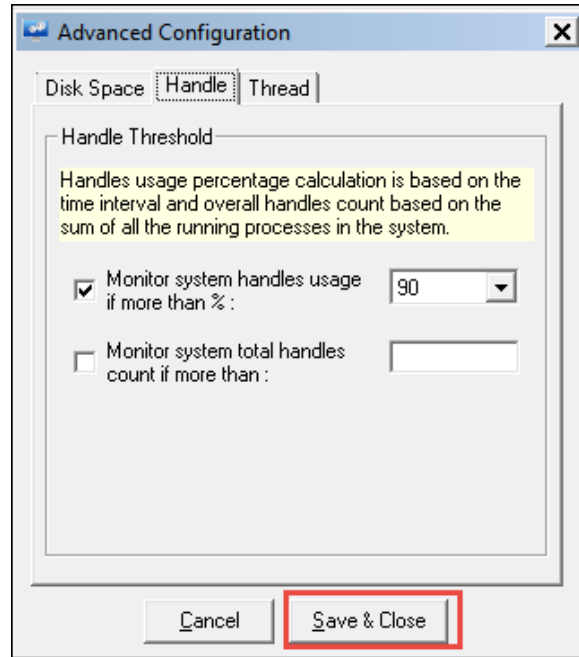 Advanced Configuration
Disk Space Handle Thread
Handle Threshold
Handles usage percentage calculation is based on the
time interval and overall handles count based on the
sum of all the running processes in the system.
Monitor system handles usage
if more than % :
90
Monitor system total handles
count if more than :
Cancel Save & Close